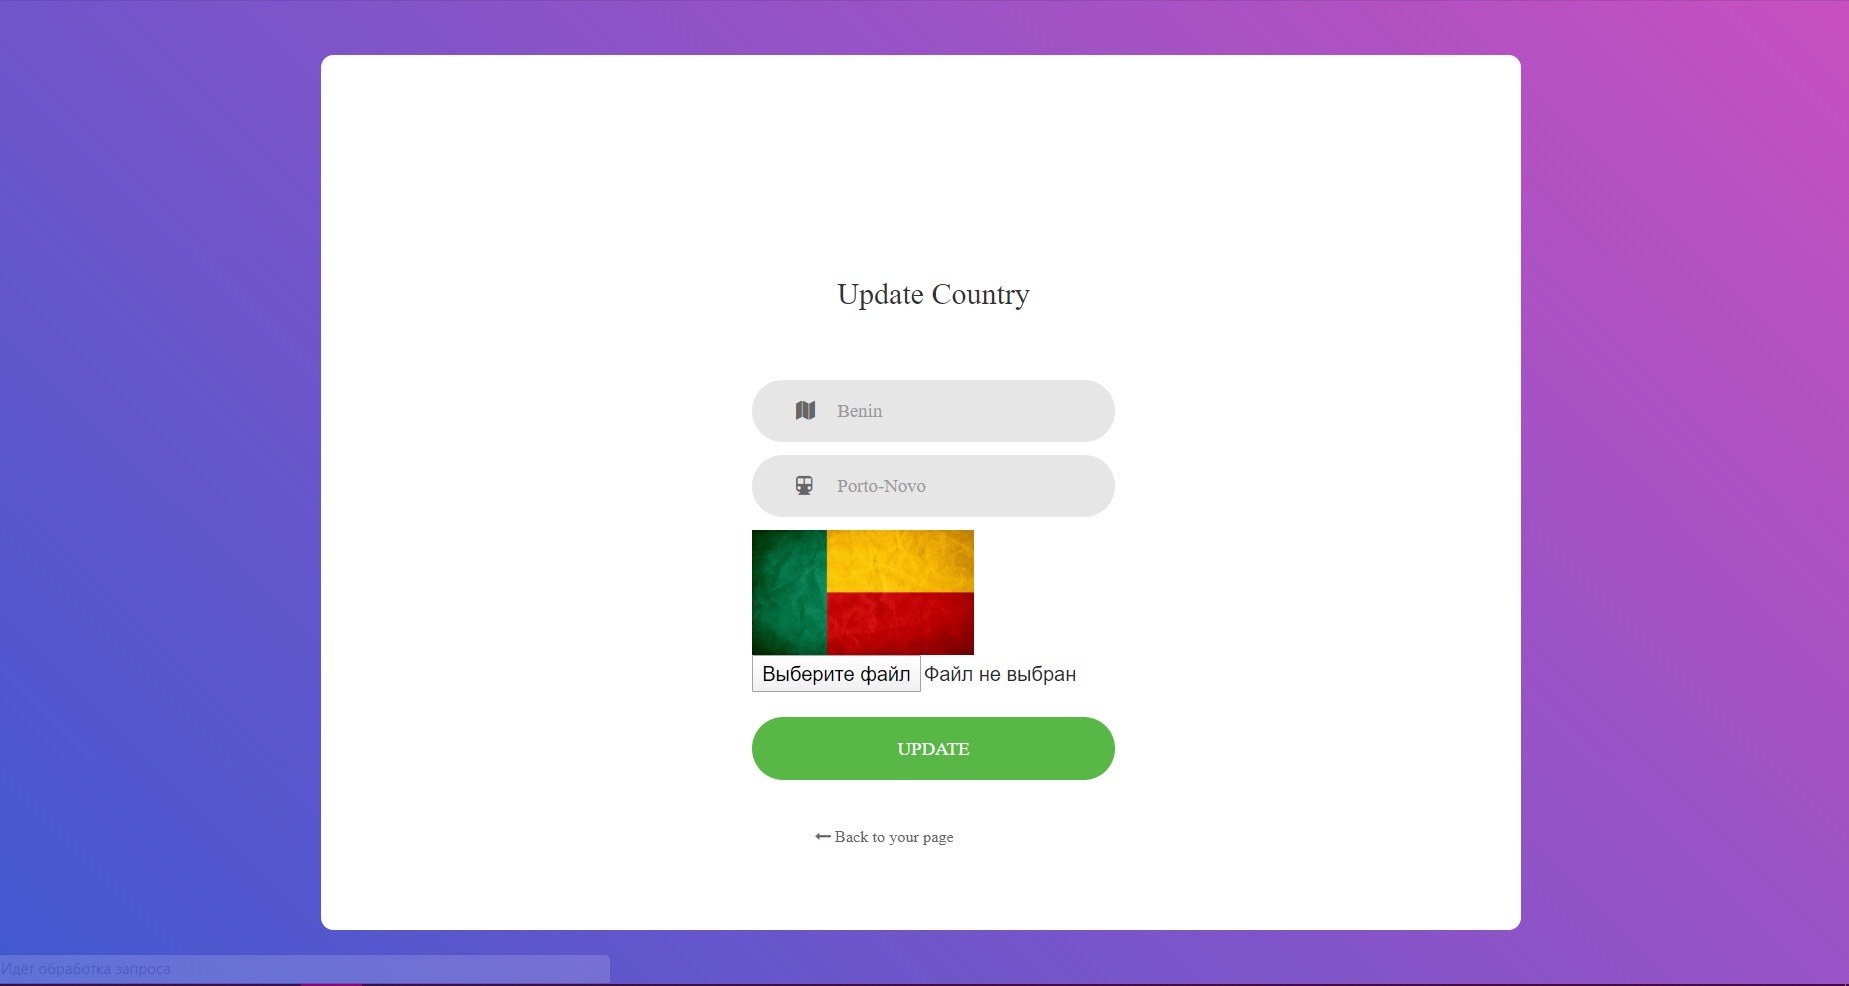 Update Country
Benin
Porto-Novo
Выберите файл Файл не выбран
UPDATE
Back to your page
Идёт обработка запроса